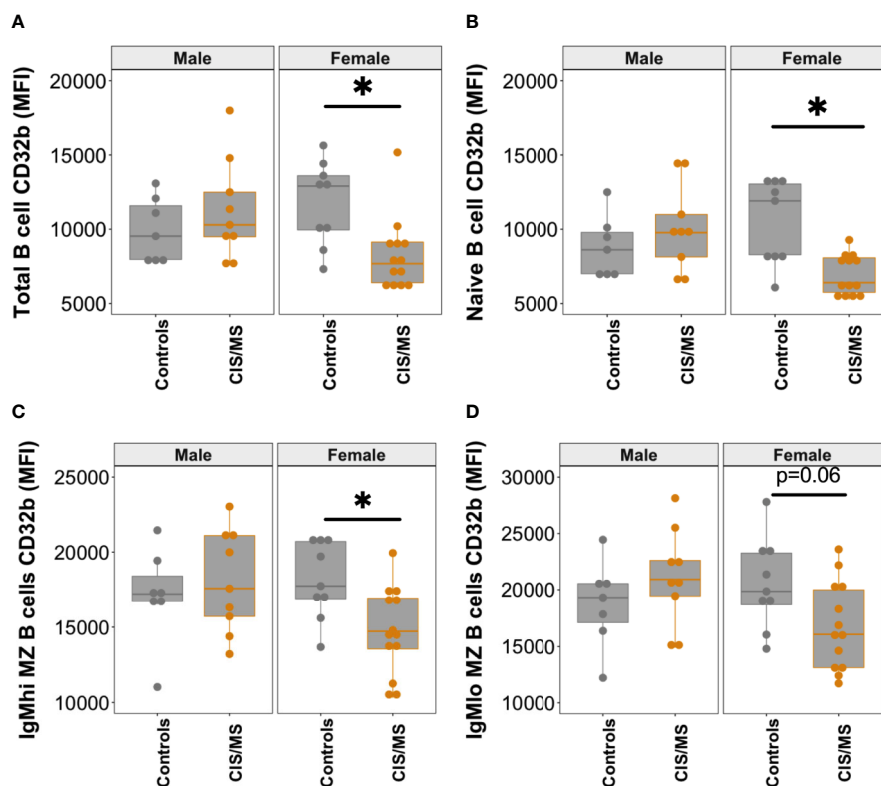 A
Male
Female
Total B cell CD32b (MFI)
20000
15000
10000
5000
*
Controls
CIS/MS
Controls
CIS/MS
B
Male
Female
Naive B cell CD32b (MFI)
20000
15000
10000
5000
*
Controls
CIS/MS
Controls
CIS/MS
C
Male
Female
IgMhi MZ B cells CD32b (MFI)
25000
20000
15000
10000
*
Controls
CIS/MS
Controls
CIS/MS
D
Male
Female
IgMlo MZ B cells CD32b (MFI)
30000
25000
20000
15000
10000
p=0.06
Controls
CIS/MS
Controls
CIS/MS